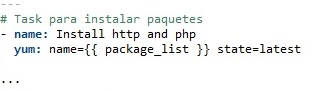 ---
# Task para instalar paquetes
- name: Install http and php
  yum: name={{ package_list }} state=latest
...